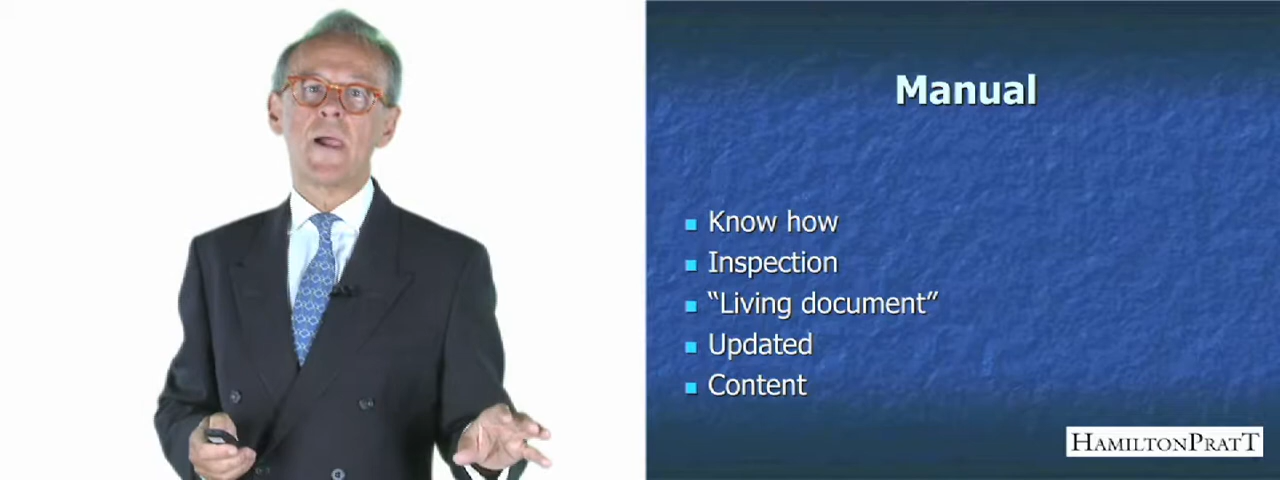 Manual
Know how
Inspection
“Living document”
Updated
Content
HAMILTONPRATT